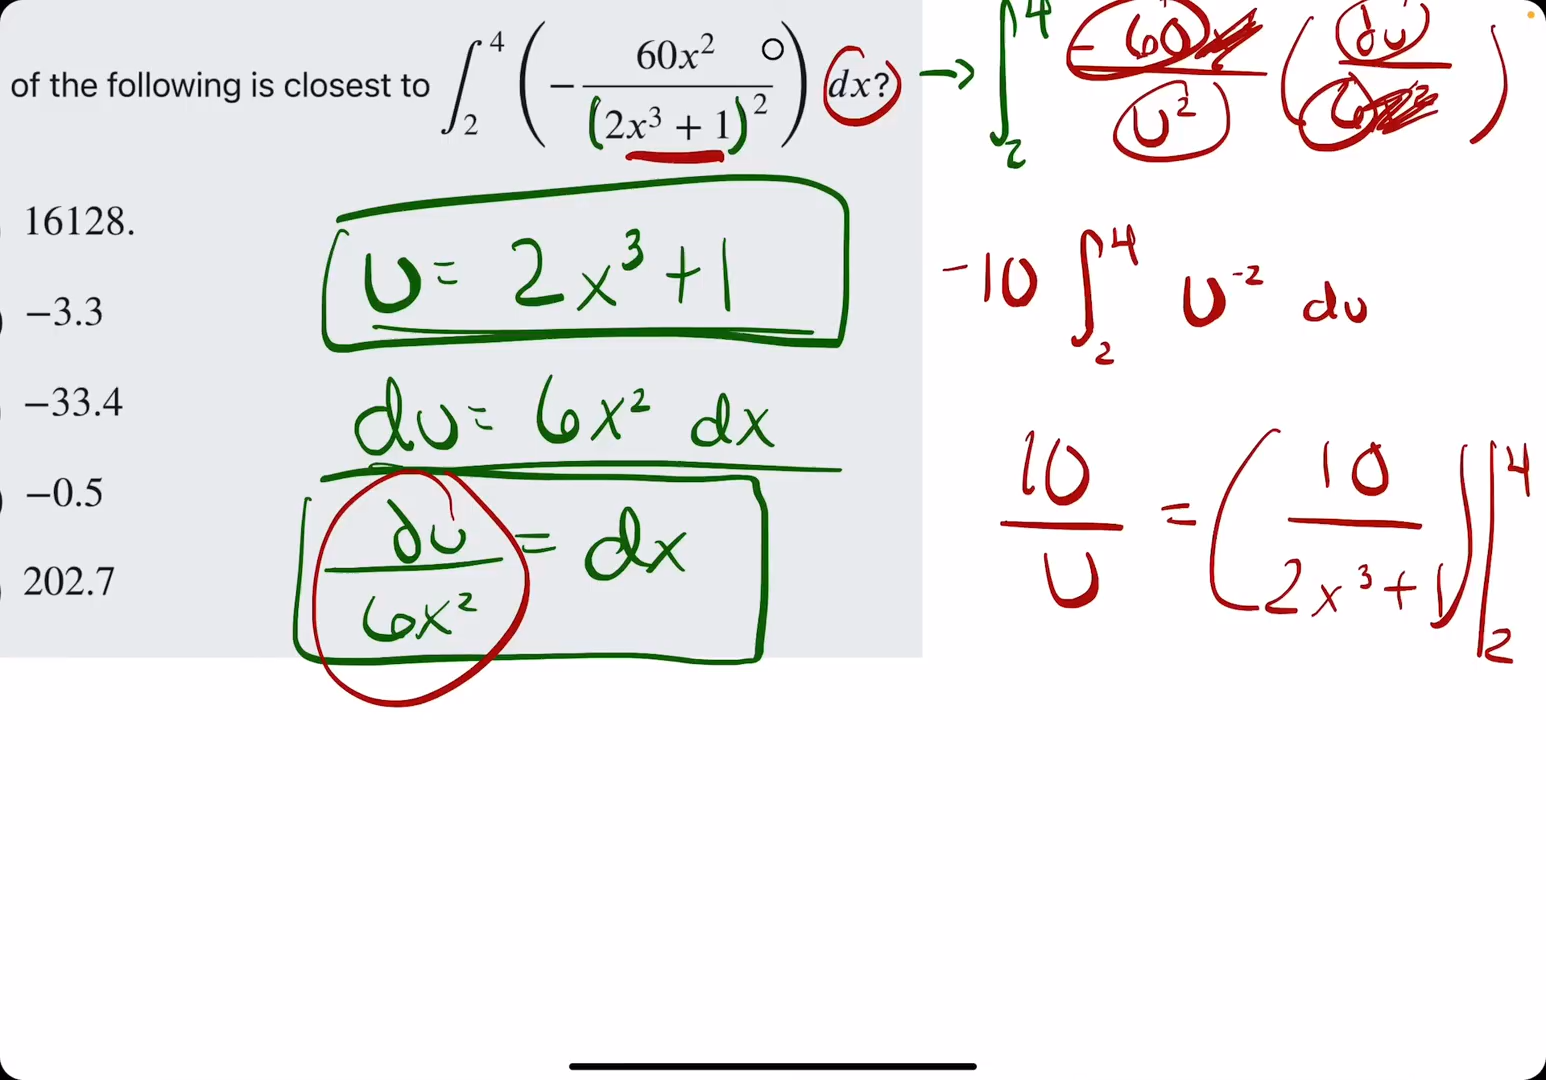 of the following is closest to ∫₂⁴ (− 60x² / (2x³ + 1)²) dx? → ∫₂⁴ −60 / u² (du / 6)
16128.
−3.3
−33.4
−0.5
202.7
u = 2x³+1
du = 6x² dx
du / 6x² = dx
−10 ∫₂⁴ u⁻² du
10 / u = (10 / 2x³+1) |₂⁴